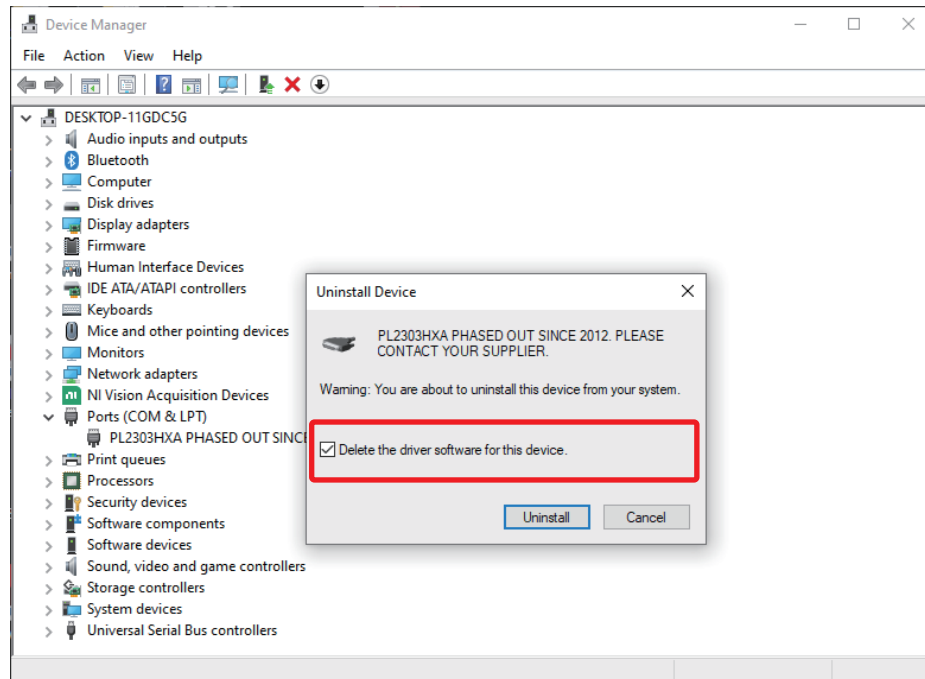 Device Manager
File Action View Help
DESKTOP-11GDC5G
Audio inputs and outputs
Bluetooth
Computer
Disk drives
Display adapters
Firmware
Human Interface Devices
IDE ATA/ATAPI controllers
Keyboards
Mice and other pointing devices
Monitors
Network adapters
NI Vision Acquisition Devices
Ports (COM & LPT)
PL2303HXA PHASED OUT SINCE
Print queues
Processors
Security devices
Software components
Software devices
Sound, video and game controllers
Storage controllers
System devices
Universal Serial Bus controllers
Uninstall Device
PL2303HXA PHASED OUT SINCE 2012. PLEASE
CONTACT YOUR SUPPLIER.
Warning: You are about to uninstall this device from your system.
Delete the driver software for this device.
Uninstall Cancel